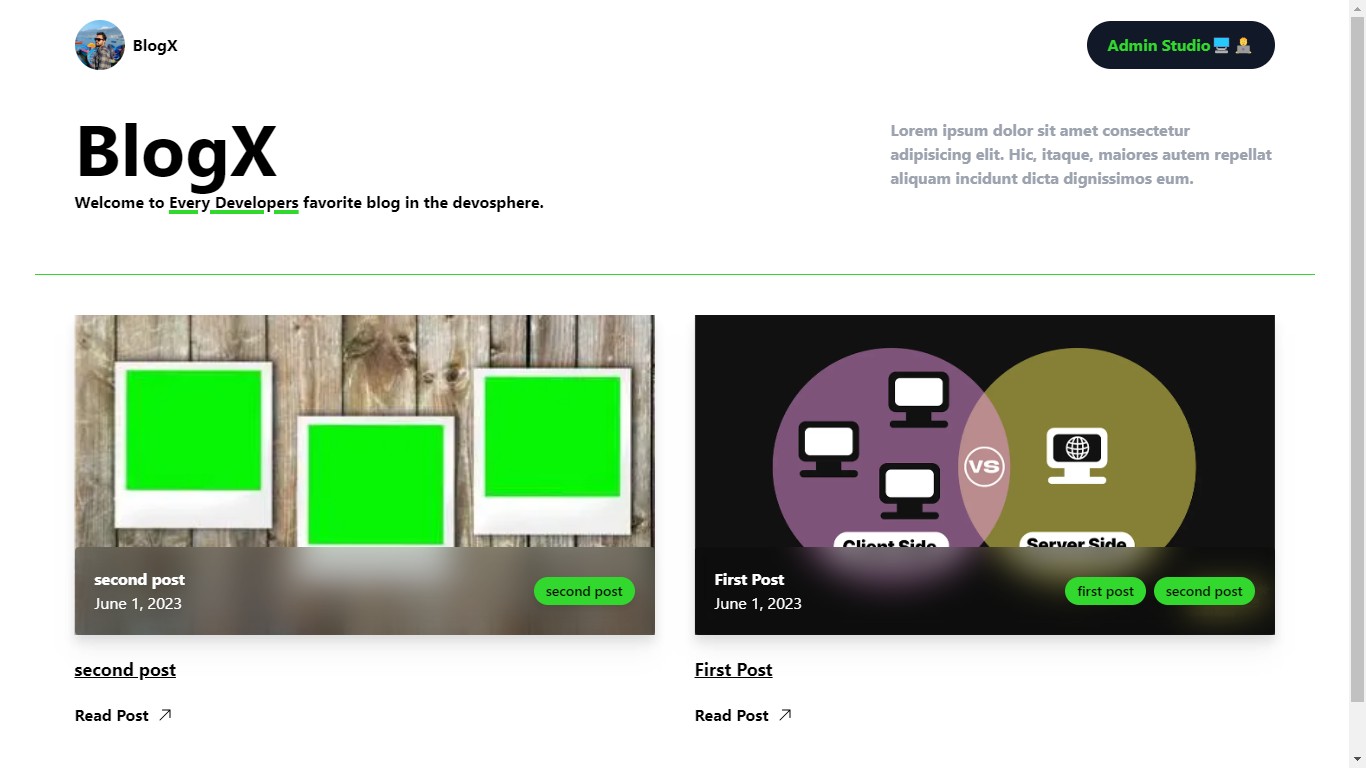 BlogX
Admin Studio
BlogX
Welcome to Every Developers favorite blog in the devosphere.
Lorem ipsum dolor sit amet consectetur
adipisicing elit. Hic, itaque, maiores autem repellat
aliquam incidunt dicta dignissimos eum.
second post
June 1, 2023
second post
VS
Client Side
Server Side
First Post
June 1, 2023
first post
second post
second post
Read Post
First Post
Read Post